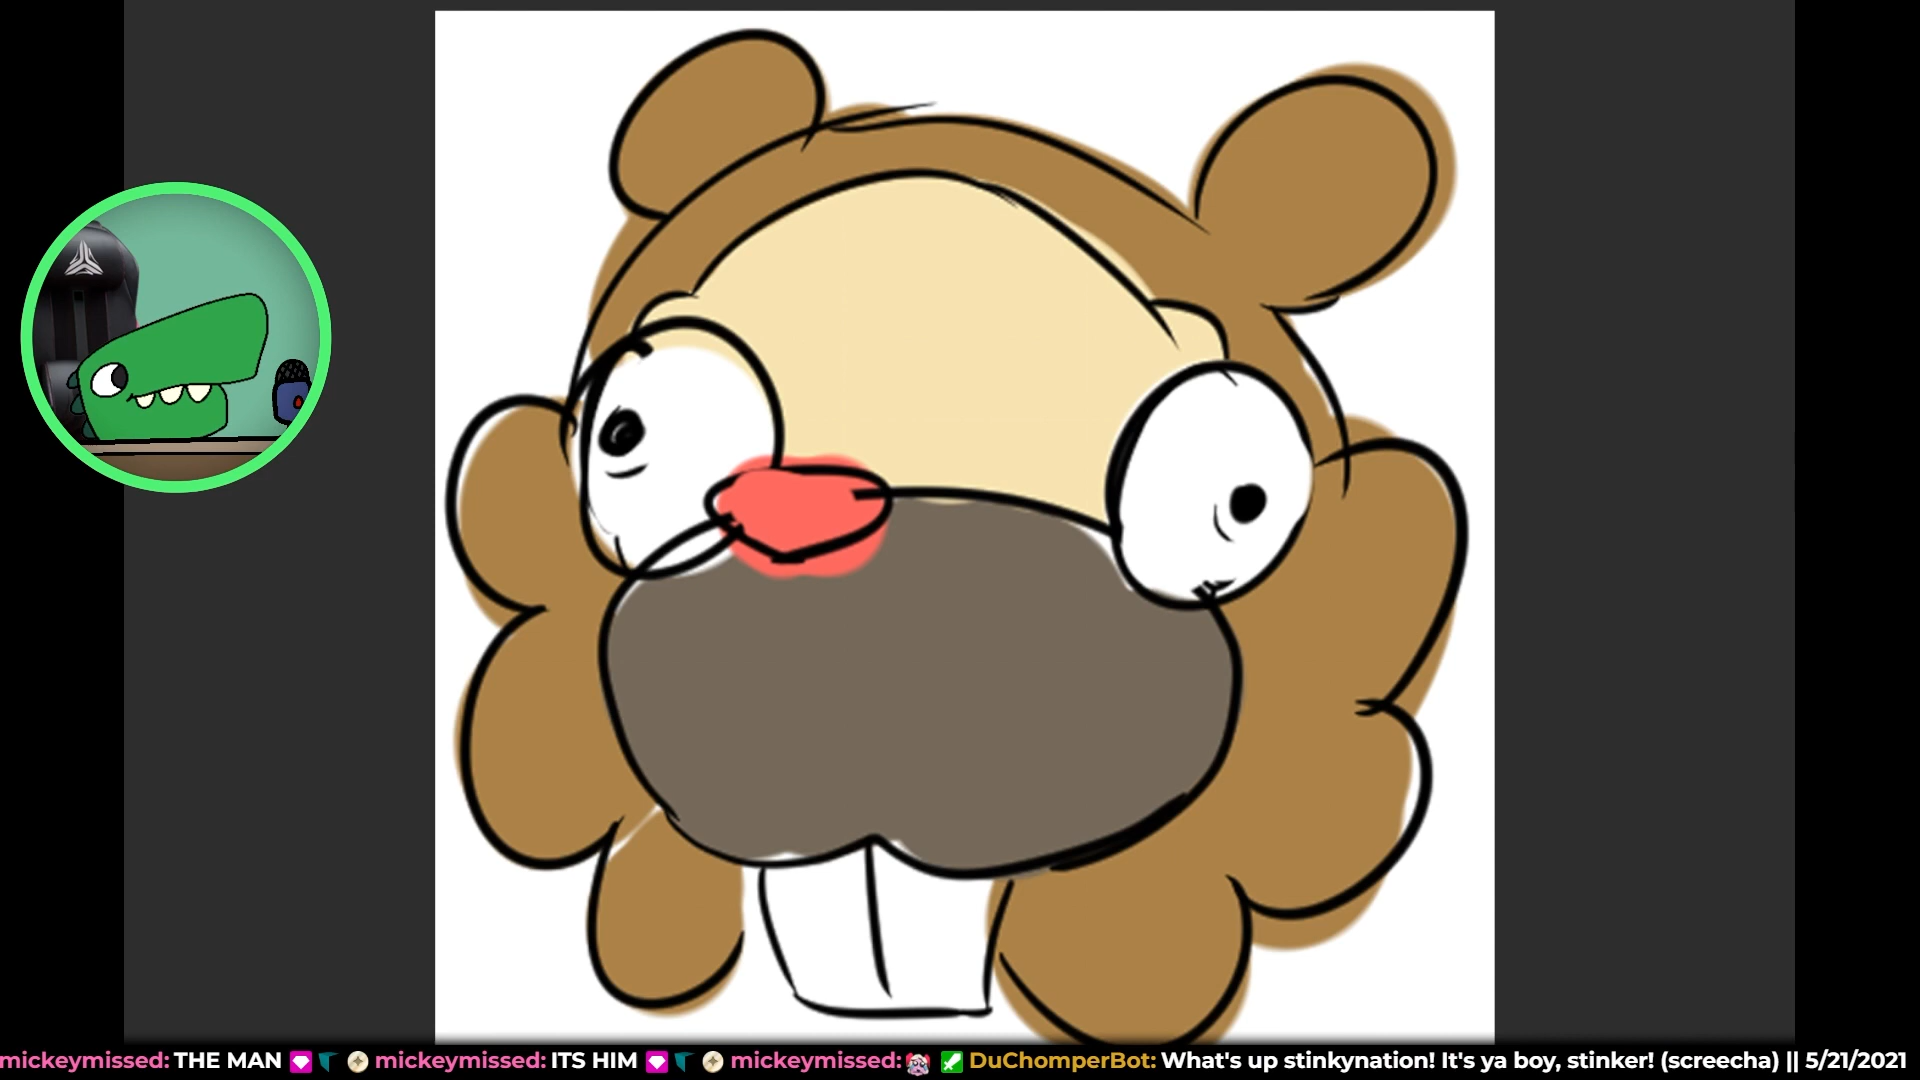 mickeymissed: THE MAN mickeymissed: ITS HIM mickeymissed: DuChomperBot: What's up stinkynation! It's ya boy, stinker! (screecha) || 5/21/2021